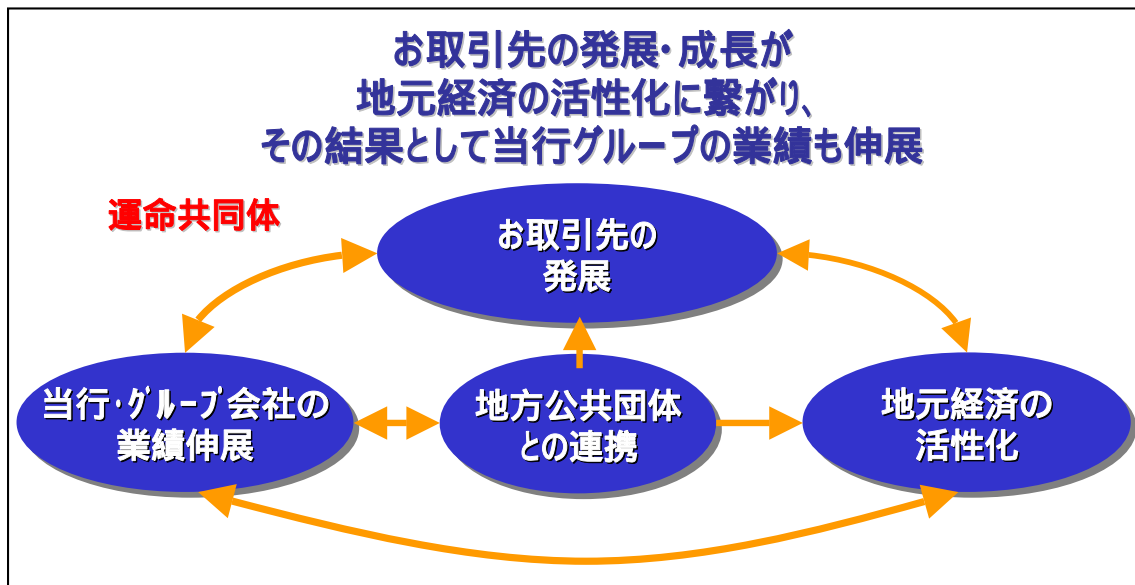 お取引先の発展・成長が
地元経済の活性化に繋がり、
その結果として当行グループの業績も伸展
運命共同体
お取引先の
発展
当行・グループ会社の
業績伸展
地方公共団体
との連携
地元経済の
活性化